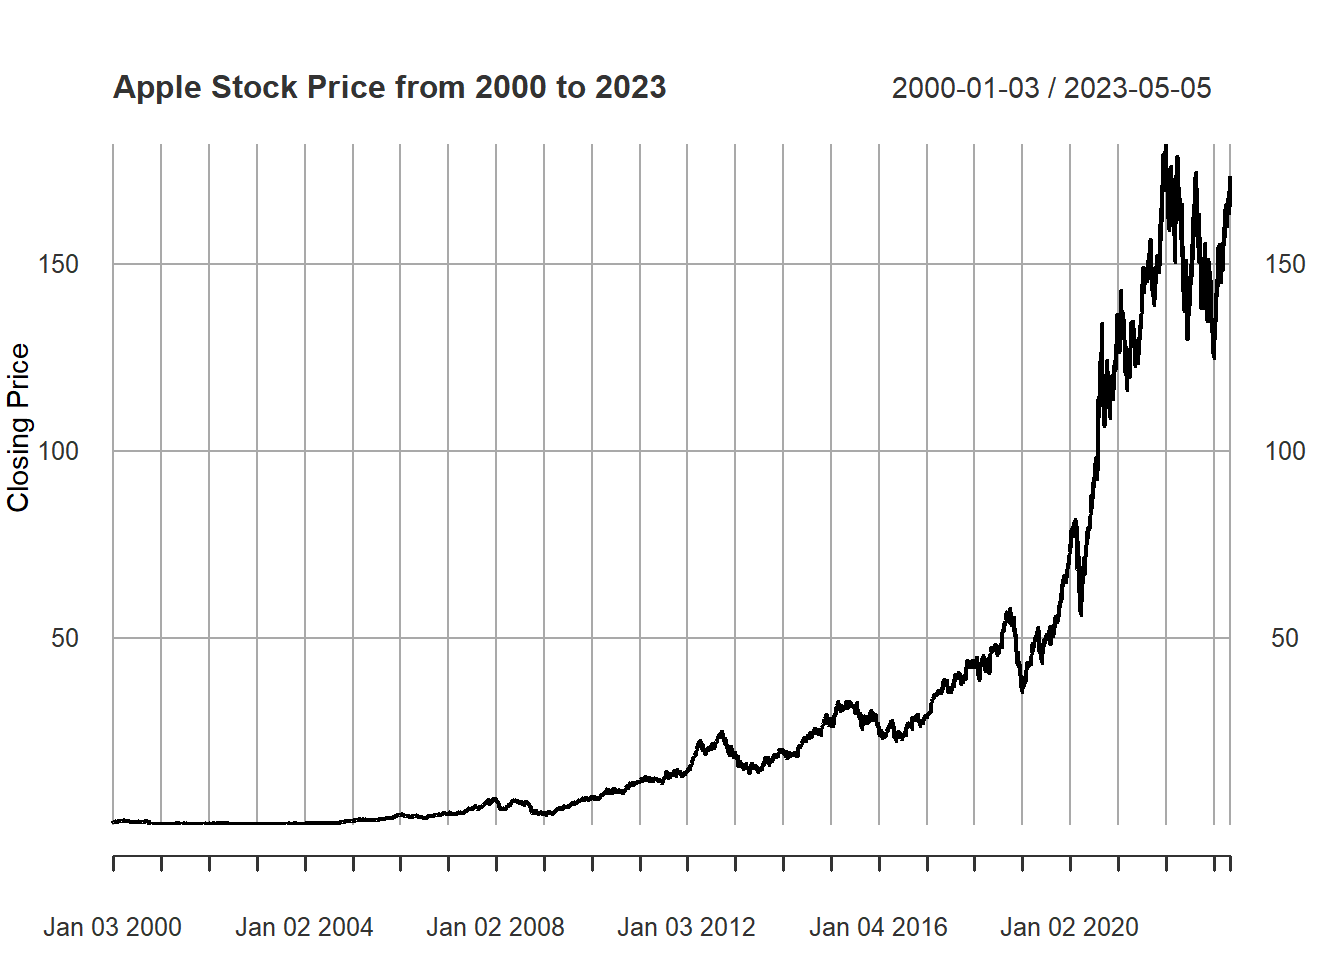 Apple Stock Price from 2000 to 2023 2000-01-03 / 2023-05-05
Closing Price
150 150
100 100
50 50
Jan 03 2000 Jan 02 2004 Jan 02 2008 Jan 03 2012 Jan 04 2016 Jan 02 2020